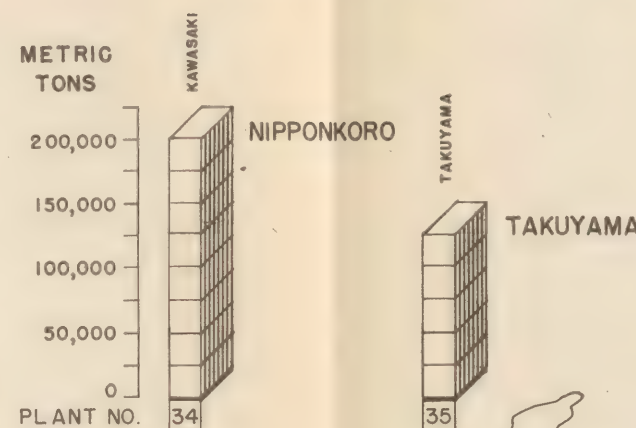 METRIC
TONS
KAWASAKI
NIPPONKORO
TAKUYAMA
TAKUYAMA
200,000
150,000
100,000
50,000
0
PLANT NO. 34 35